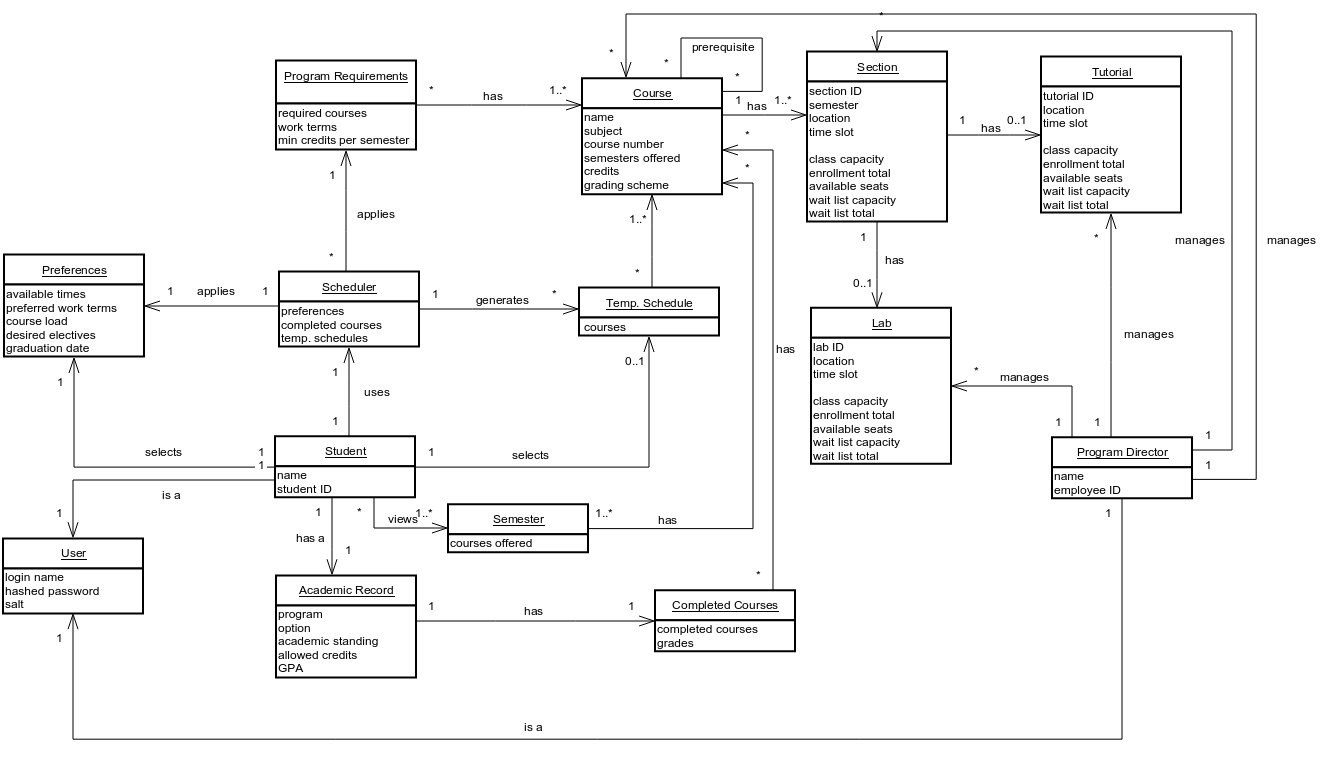 *
*
prerequisite
*
*
Program Requirements
required courses
work terms
min credits per semester
*
has
1..*
Course
name
subject
course number
semesters offered
credits
grading scheme
1
has
1..*
Section
section ID
semester
location
time slot
class capacity
enrollment total
available seats
wait list capacity
wait list total
1
has
0..1
Tutorial
tutorial ID
location
time slot
class capacity
enrollment total
available seats
wait list capacity
wait list total
*
*
1
applies
*
1..*
*
1
has
0..1
*
manages
manages
Preferences
available times
preferred work terms
course load
desired electives
graduation date
1
applies
1
Scheduler
preferences
completed courses
temp. schedules
1
generates
*
Temp. Schedule
courses
Lab
lab ID
location
time slot
class capacity
enrollment total
available seats
wait list capacity
wait list total
has
manages
*
manages
1
1
1
1
1
uses
1
0..1
1
selects
1
1
Student
name
student ID
1
selects
Program Director
name
employee ID
is a
1
1
has a
1
*
views
1..*
Semester
courses offered
1..*
has
1
User
login name
hashed password
salt
1
Academic Record
program
option
academic standing
allowed credits
GPA
1
has
1
*
Completed Courses
completed courses
grades
is a